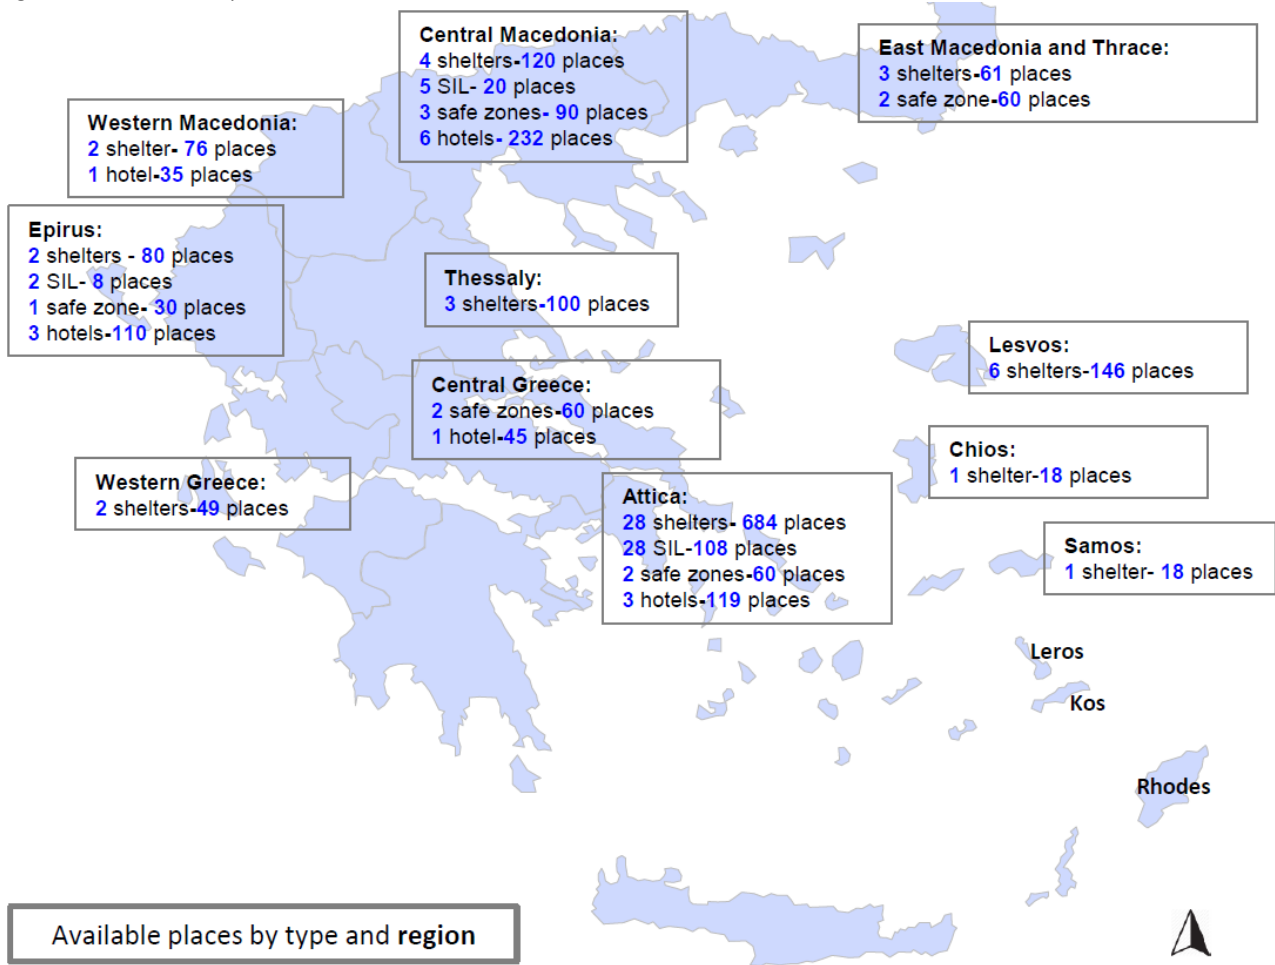 Central Macedonia:
4 shelters-120 places
5 SIL- 20 places
3 safe zones- 90 places
6 hotels- 232 places
East Macedonia and Thrace:
3 shelters-61 places
2 safe zone-60 places
Western Macedonia:
2 shelter- 76 places
1 hotel-35 places
Epirus:
2 shelters - 80 places
2 SIL- 8 places
1 safe zone- 30 places
3 hotels-110 places
Thessaly:
3 shelters-100 places
Lesvos:
6 shelters-146 places
Central Greece:
2 safe zones-60 places
1 hotel-45 places
Chios:
1 shelter-18 places
Western Greece:
2 shelters-49 places
Attica:
28 shelters- 684 places
28 SIL-108 places
2 safe zones-60 places
3 hotels-119 places
Samos:
1 shelter- 18 places
Leros
Kos
Rhodes
Available places by type and region